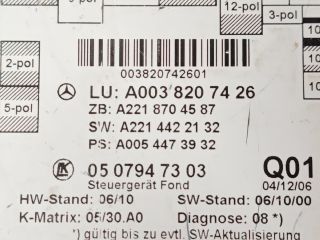 3-pol
12-pol
10
2-pol
5-pol
10
003820742601
LU: A003 820 74 26
ZB: A221 870 45 87
SW: A221 442 21 32
PS: A005 447 39 32
05 0794 73 03
Q01
Steuergerät Fond
04/12/06
HW-Stand: 06/10
SW-Stand: 06/10/00
K-Matrix: 05/30.A0
Diagnose: 08 *)
*) gültig bis zu evtl. SW-Aktualisierung